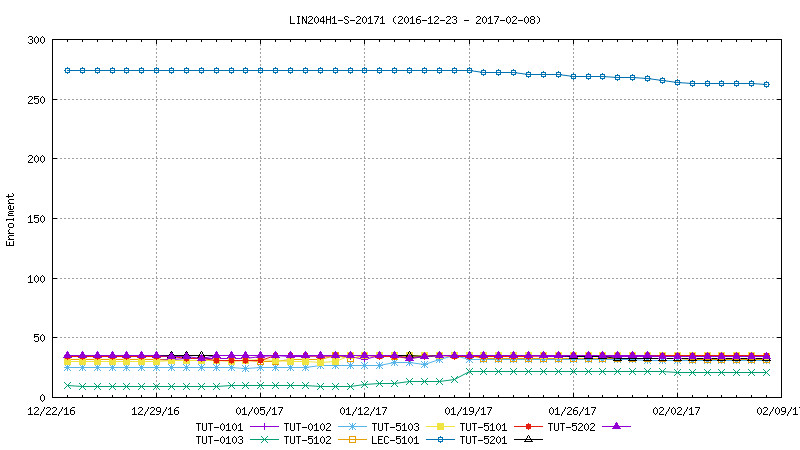 LIN204H1-S-20171 (2016-12-23 - 2017-02-08)
300
250
200
150
100
50
0
Enrolment
12/22/16 12/29/16 01/05/17 01/12/17 01/19/17 01/26/17 02/02/17 02/09/1
TUT-0101 TUT-0102 TUT-5103 TUT-5101 TUT-5202
TUT-0103 TUT-5102 LEC-5101 TUT-5201